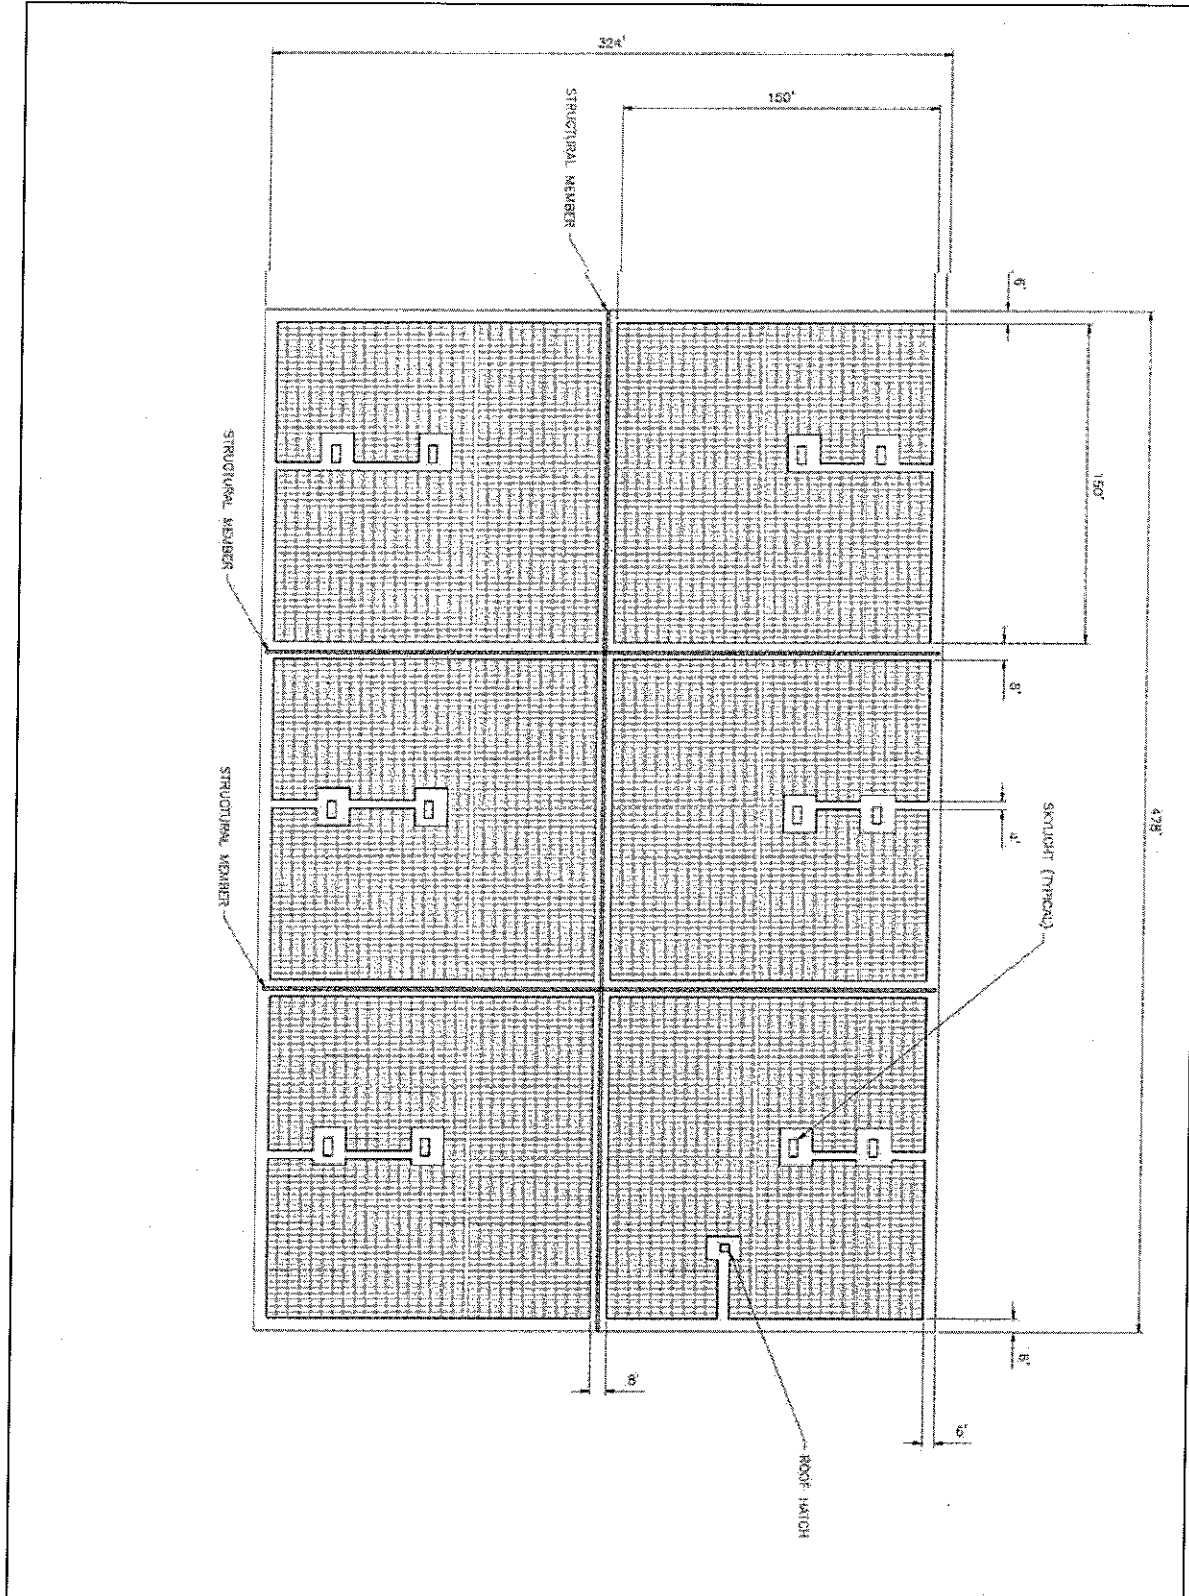 324'
150'
STRUCTURAL MEMBER
6'
478'
150'
STRUCTURAL MEMBER
8'
STRUCTURAL MEMBER
4'
SKYLIGHT (TYPICAL)
6'
8'
6'
ROOF HATCH